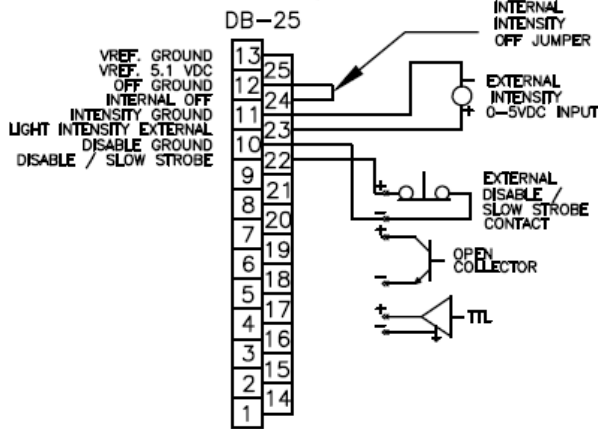 DB-25
INTERNAL
INTENSITY
OFF JUMPER
VREF. GROUND
VREF. 5.1 VDC
OFF GROUND
INTERNAL OFF
INTENSITY GROUND
LIGHT INTENSITY EXTERNAL
DISABLE GROUND
DISABLE / SLOW STROBE
13
25
12
24
11
23
10
22
9
21
8
20
7
19
6
18
5
17
4
16
3
15
2
14
1
−
EXTERNAL
INTENSITY
0–5VDC INPUT
+
+
−
EXTERNAL
DISABLE /
SLOW STROBE
CONTACT
+
−
OPEN
COLLECTOR
+
−
TTL